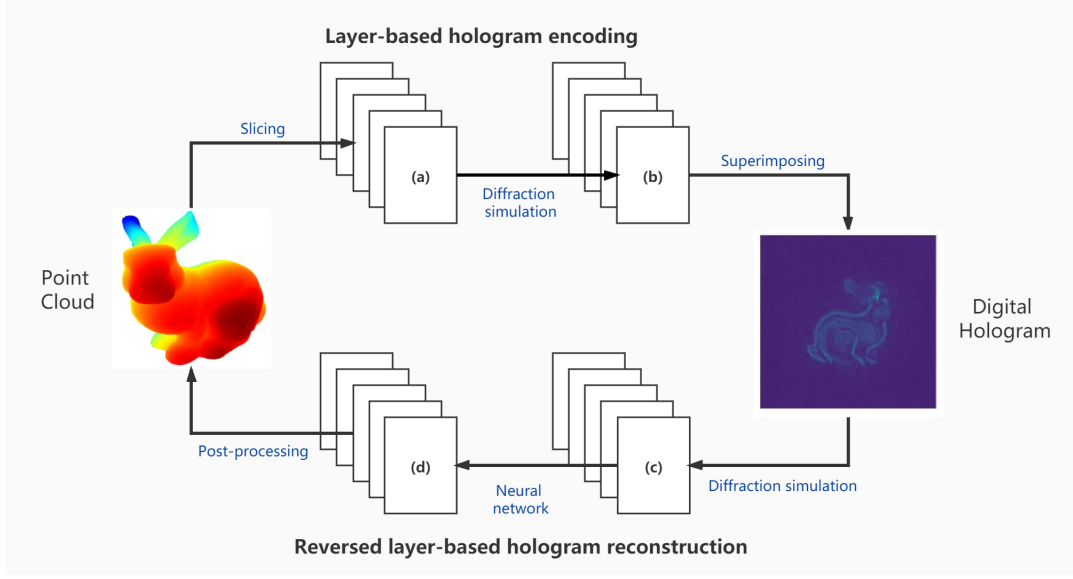 Layer-based hologram encoding
Slicing
(a)
Diffraction
simulation
(b)
Superimposing
Point
Cloud
Digital
Hologram
Post-processing
(d)
Neural
network
(c)
Diffraction simulation
Reversed layer-based hologram reconstruction